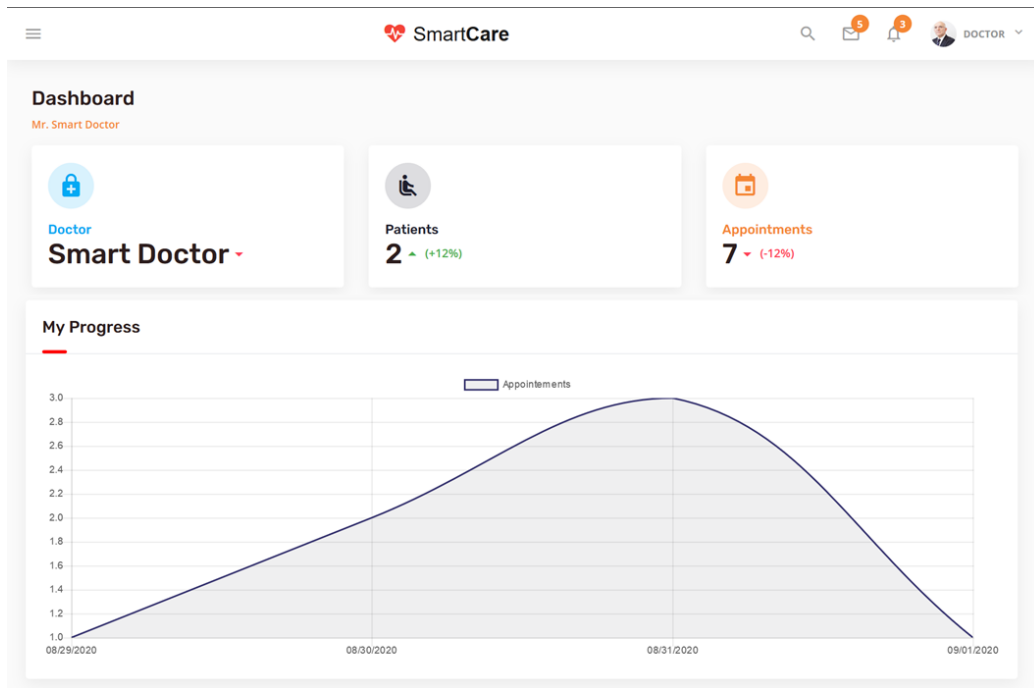 SmartCare
5
3
DOCTOR
Dashboard
Mr. Smart Doctor
Doctor
Smart Doctor
Patients
2 (+12%)
Appointments
7 (-12%)
My Progress
Appointements
3.0
2.8
2.6
2.4
2.2
2.0
1.8
1.6
1.4
1.2
1.0
08/29/2020
08/30/2020
08/31/2020
09/01/2020